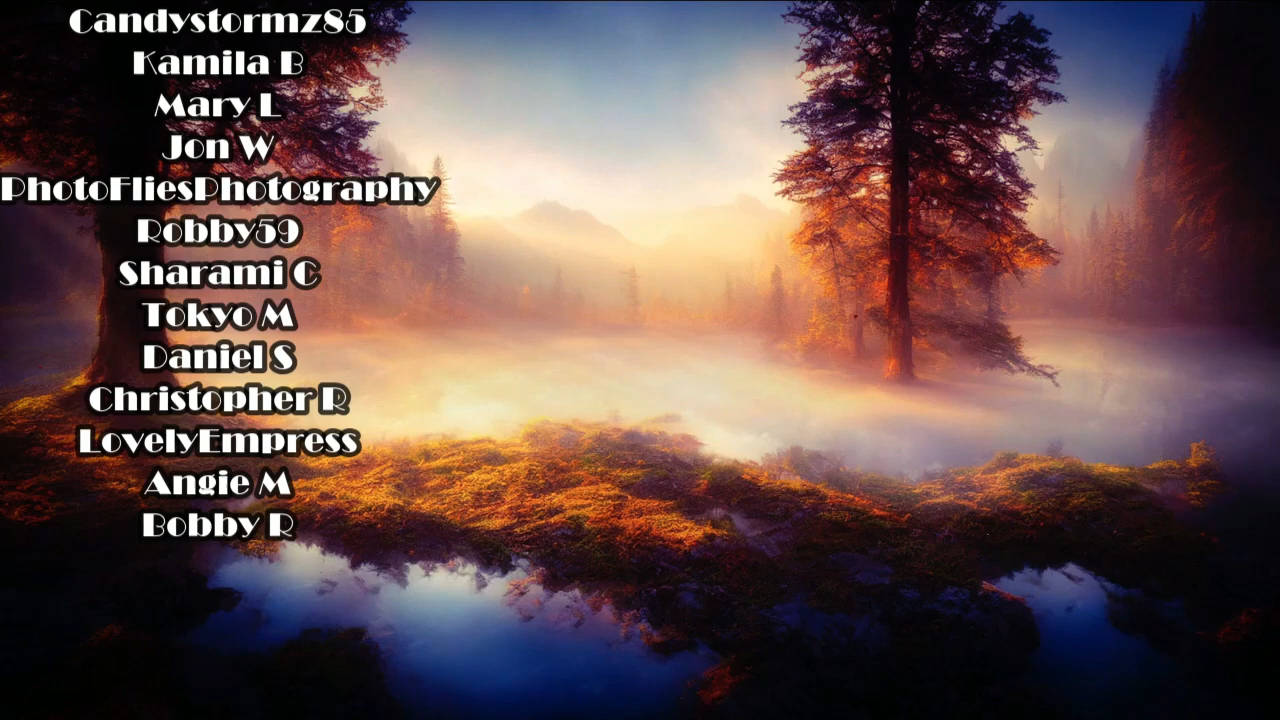 Candystormz85
Kamila B
Mary L
Jon W
PhotoFliesPhotography
Robby59
Sharami C
Tokyo M
Daniel S
Christopher R
LovelyEmpress
Angie M
Bobby R